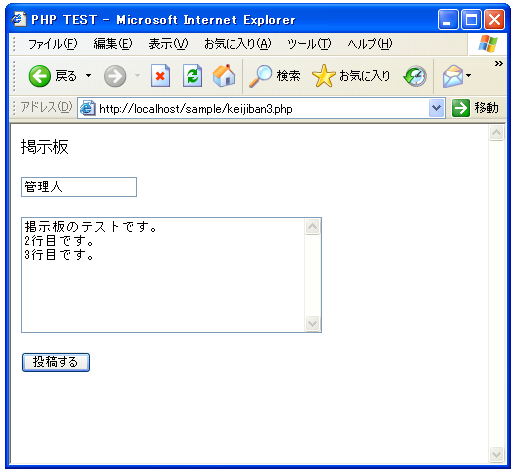 PHP TEST - Microsoft Internet Explorer
ファイル(F) 編集(E) 表示(V) お気に入り(A) ツール(T) ヘルプ(H)
戻る 検索 お気に入り »
アドレス(D) http://localhost/sample/keijiban3.php 移動
掲示板
管理人
掲示板のテストです。
2行目です。
3行目です。
投稿する